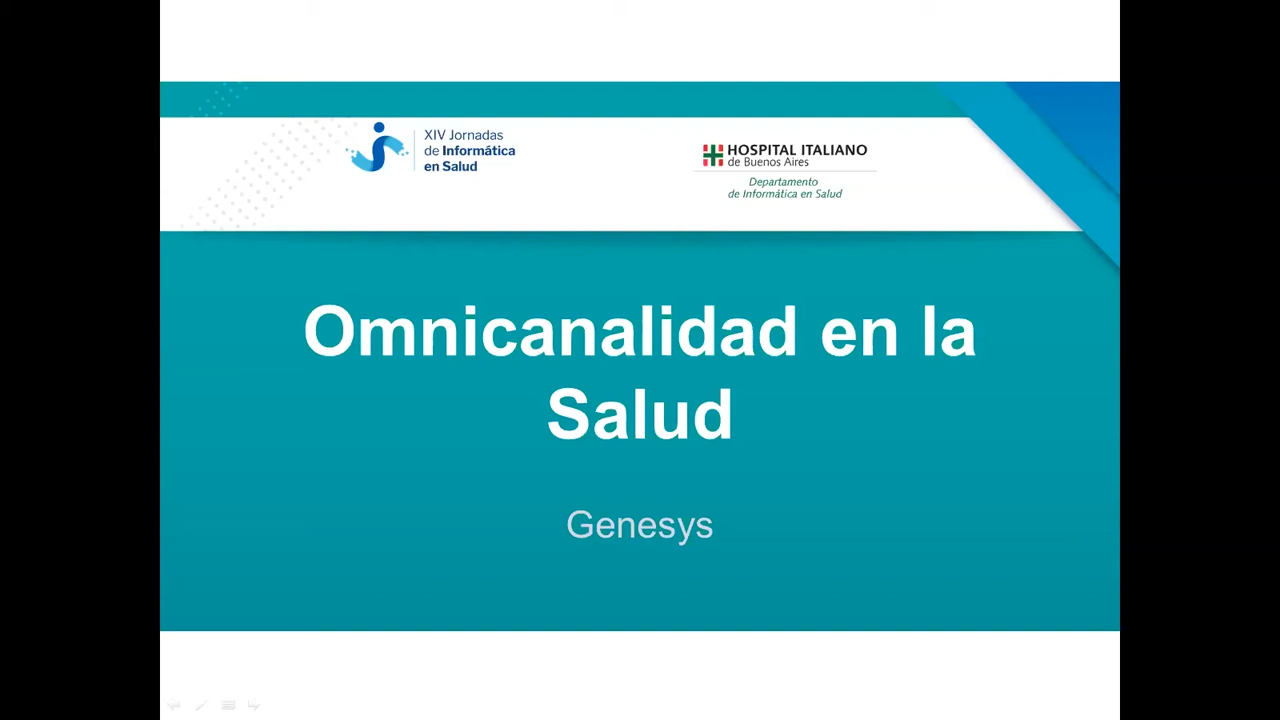 XIV Jornadas
de Informática
en Salud
HOSPITAL ITALIANO
de Buenos Aires
Departamento
de Informática en Salud
Omnicanalidad en la
Salud
Genesys